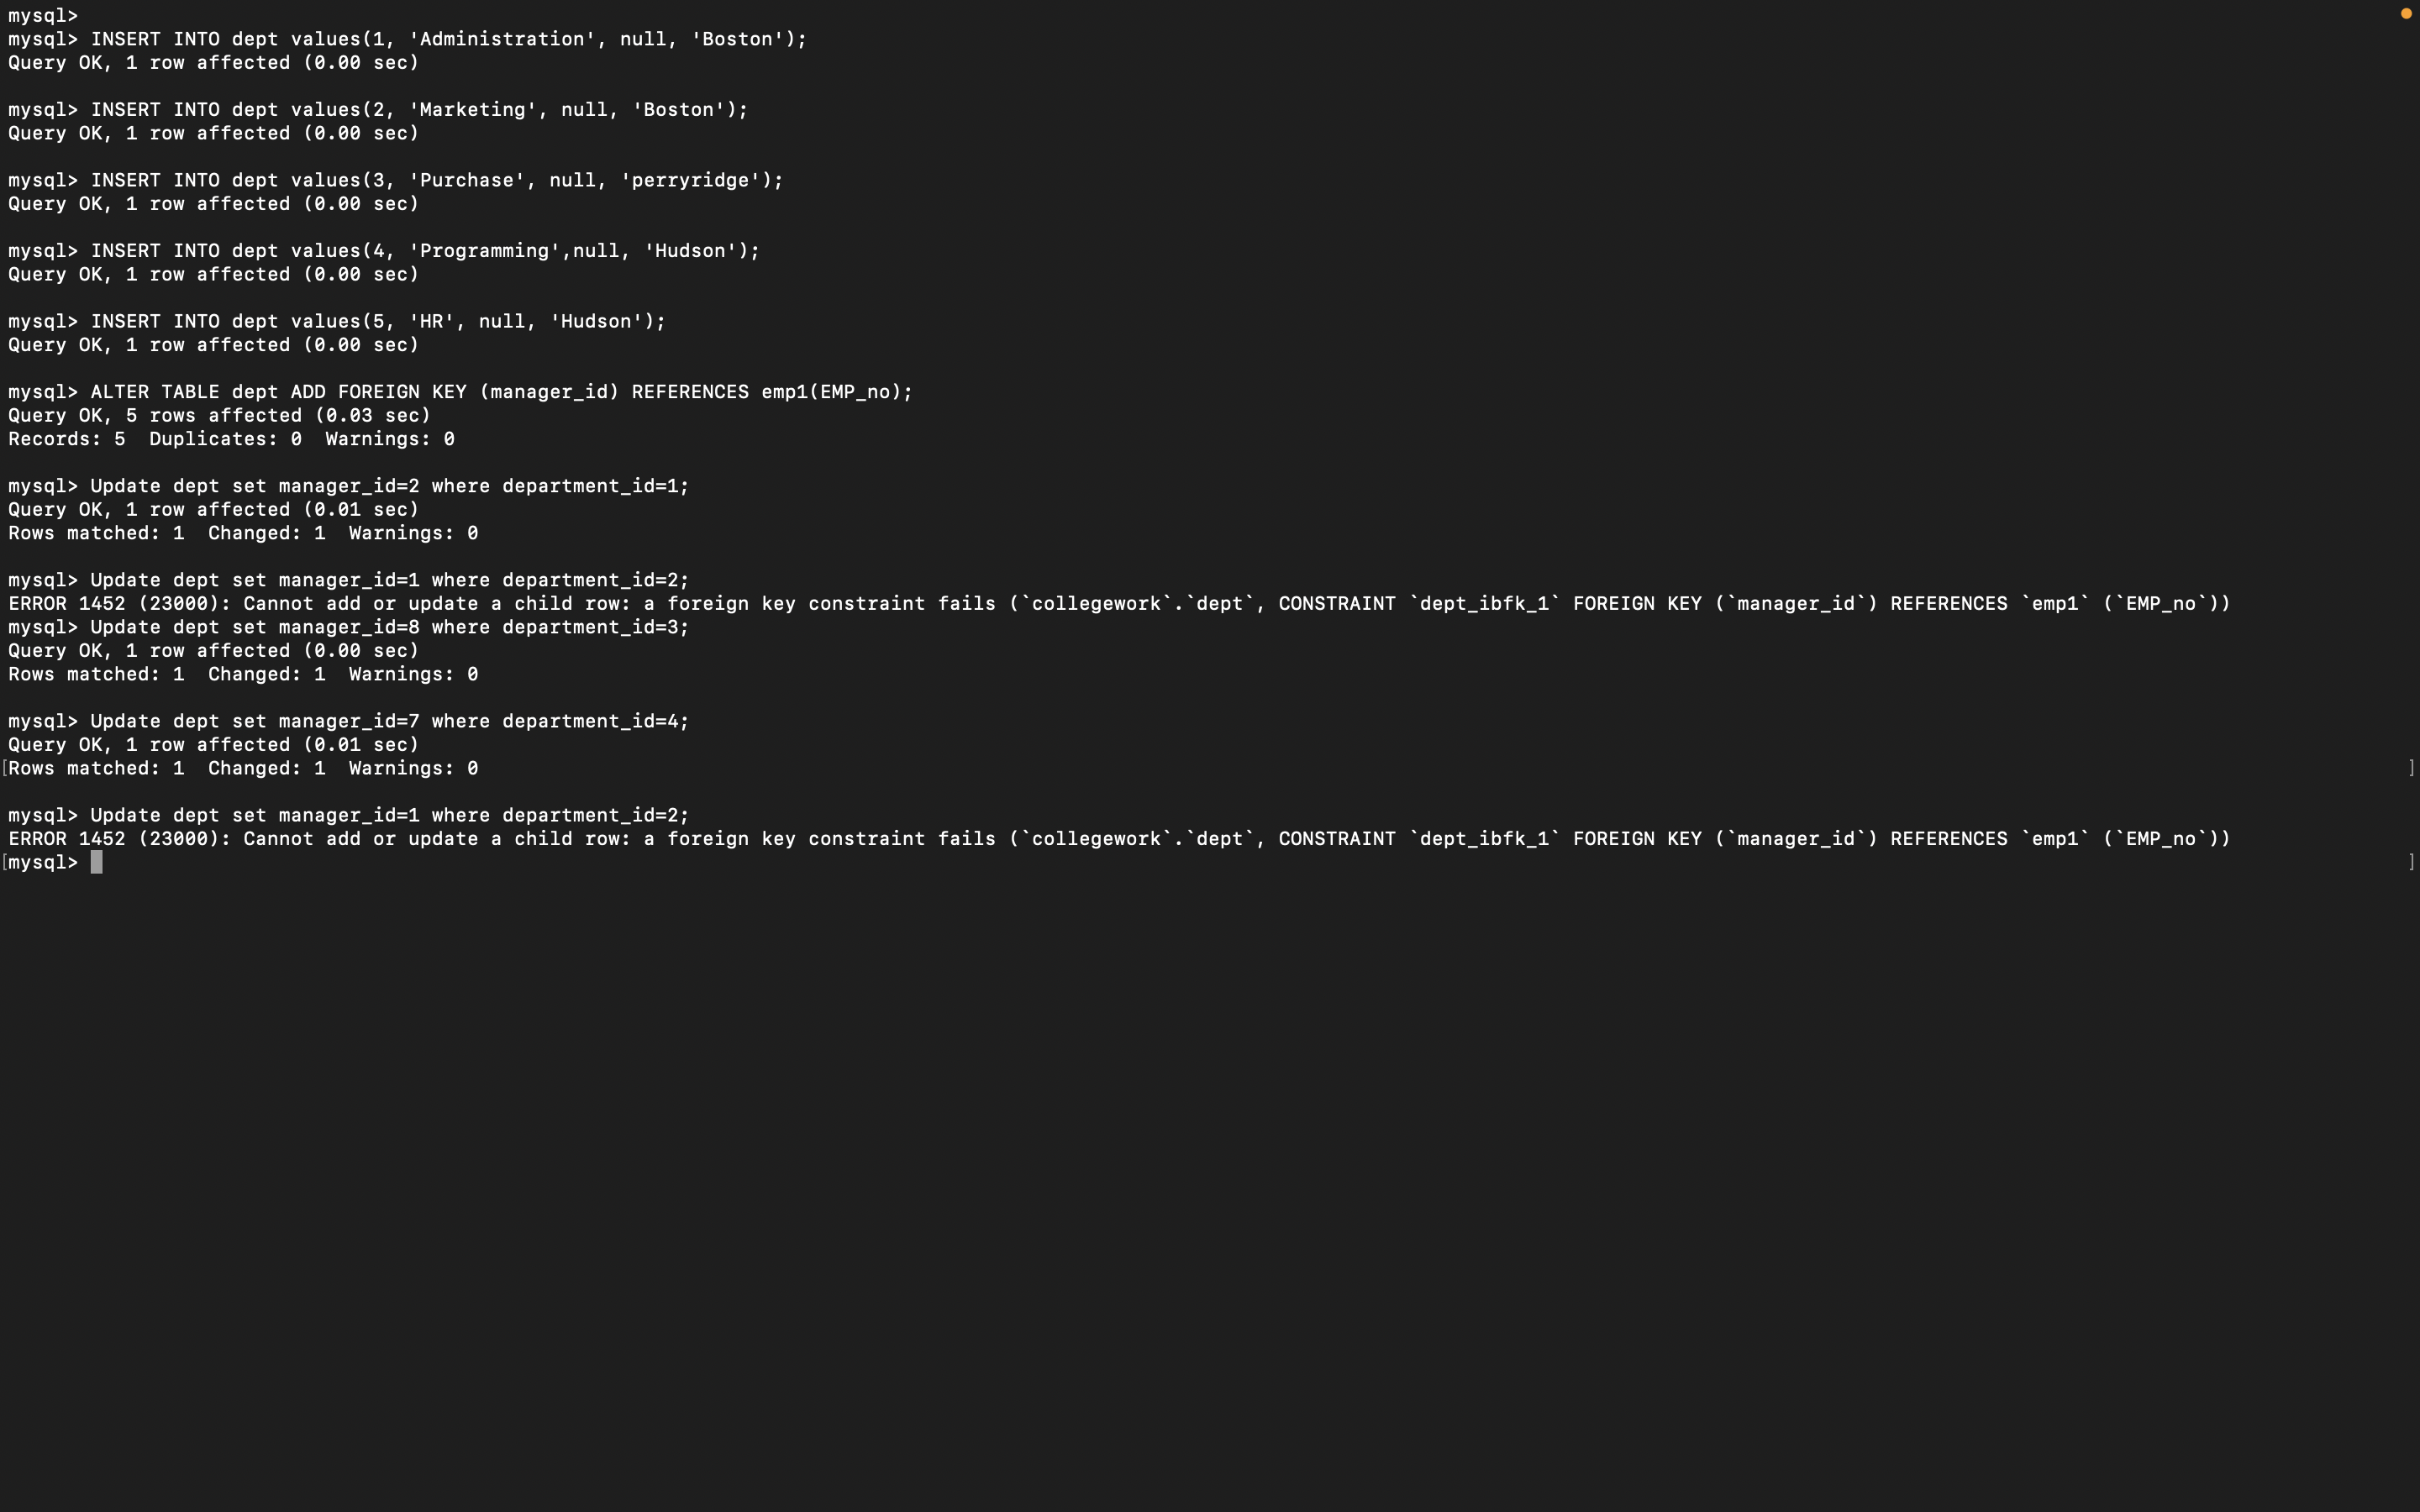 mysql>
mysql> INSERT INTO dept values(1, 'Administration', null, 'Boston');
Query OK, 1 row affected (0.00 sec)
mysql> INSERT INTO dept values(2, 'Marketing', null, 'Boston');
Query OK, 1 row affected (0.00 sec)
mysql> INSERT INTO dept values(3, 'Purchase', null, 'perryridge');
Query OK, 1 row affected (0.00 sec)
mysql> INSERT INTO dept values(4, 'Programming',null, 'Hudson');
Query OK, 1 row affected (0.00 sec)
mysql> INSERT INTO dept values(5, 'HR', null, 'Hudson');
Query OK, 1 row affected (0.00 sec)
mysql> ALTER TABLE dept ADD FOREIGN KEY (manager_id) REFERENCES emp1(EMP_no);
Query OK, 5 rows affected (0.03 sec)
Records: 5  Duplicates: 0  Warnings: 0
mysql> Update dept set manager_id=2 where department_id=1;
Query OK, 1 row affected (0.01 sec)
Rows matched: 1  Changed: 1  Warnings: 0
mysql> Update dept set manager_id=1 where department_id=2;
ERROR 1452 (23000): Cannot add or update a child row: a foreign key constraint fails (`collegework`.`dept`, CONSTRAINT `dept_ibfk_1` FOREIGN KEY (`manager_id`) REFERENCES `emp1` (`EMP_no`))
mysql> Update dept set manager_id=8 where department_id=3;
Query OK, 1 row affected (0.00 sec)
Rows matched: 1  Changed: 1  Warnings: 0
mysql> Update dept set manager_id=7 where department_id=4;
Query OK, 1 row affected (0.01 sec)
[Rows matched: 1  Changed: 1  Warnings: 0 ]
mysql> Update dept set manager_id=1 where department_id=2;
ERROR 1452 (23000): Cannot add or update a child row: a foreign key constraint fails (`collegework`.`dept`, CONSTRAINT `dept_ibfk_1` FOREIGN KEY (`manager_id`) REFERENCES `emp1` (`EMP_no`))
[mysql> ]